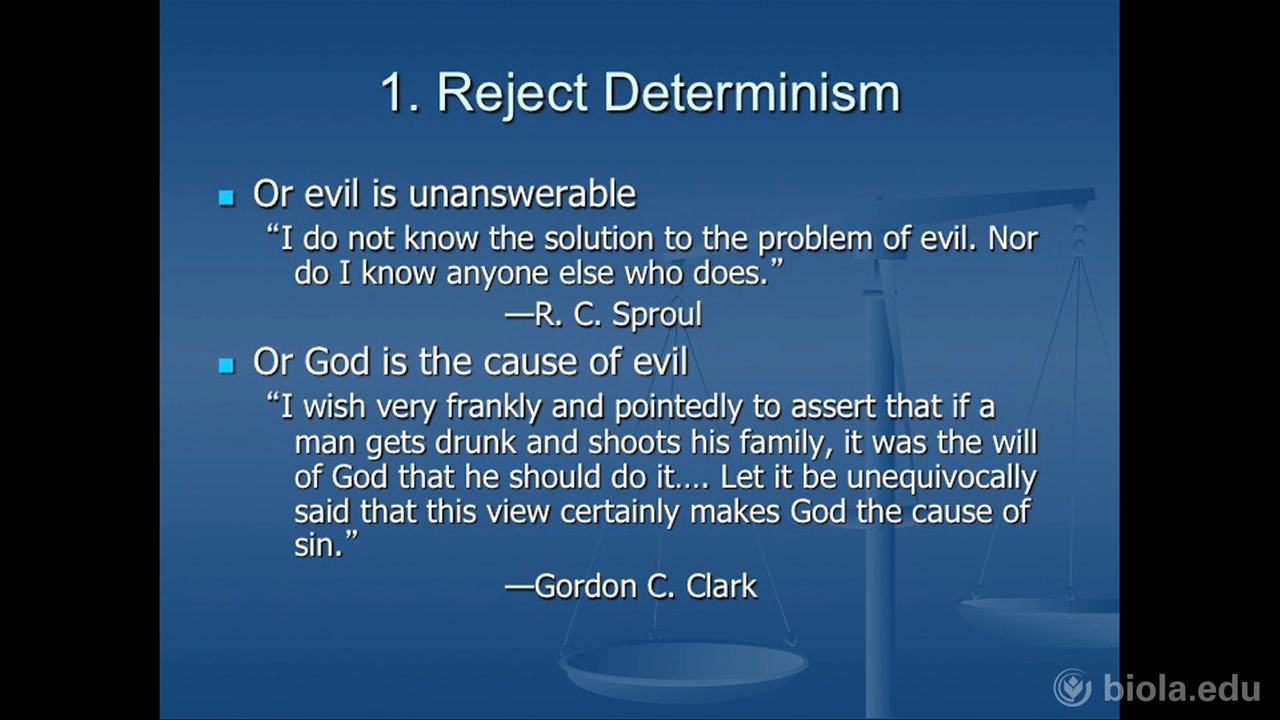 1. Reject Determinism
Or evil is unanswerable
“I do not know the solution to the problem of evil. Nor
do I know anyone else who does.”
—R. C. Sproul
Or God is the cause of evil
“I wish very frankly and pointedly to assert that if a
man gets drunk and shoots his family, it was the will
of God that he should do it…. Let it be unequivocally
said that this view certainly makes God the cause of
sin.”
—Gordon C. Clark
biola.edu